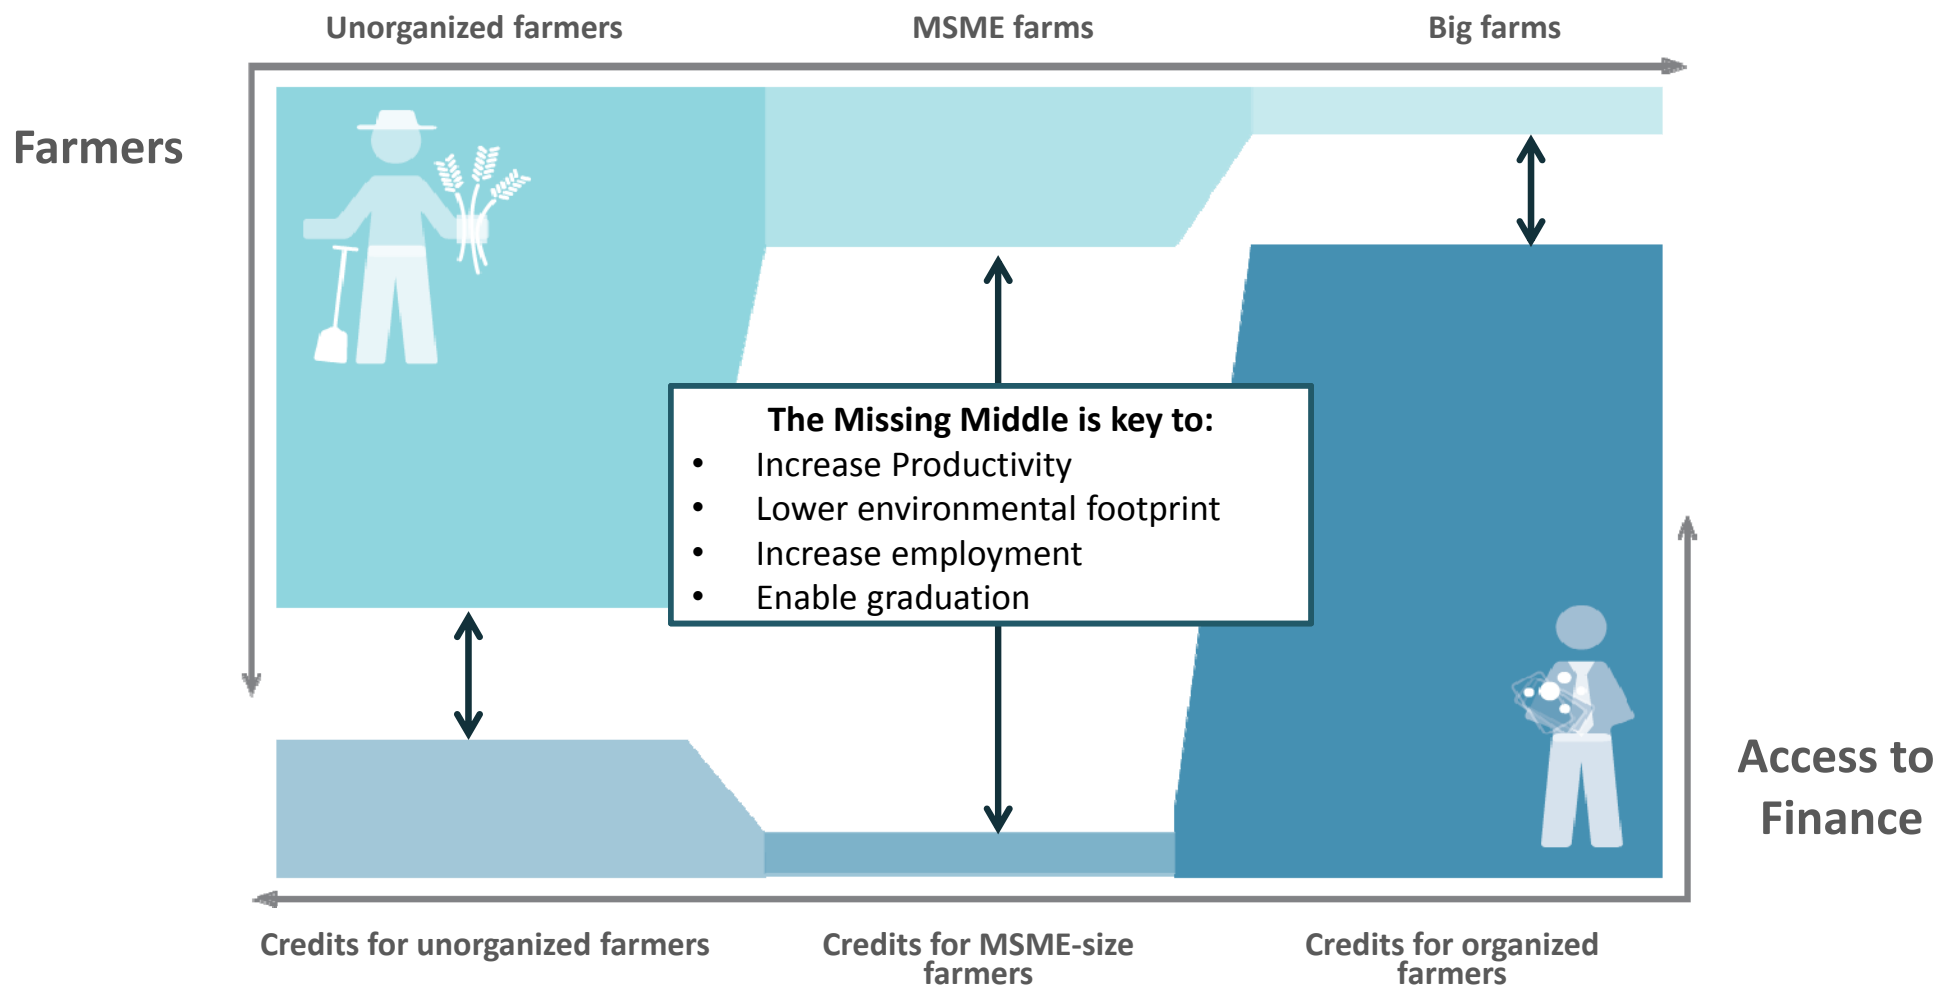 Unorganized farmers
MSME farms
Big farms
Farmers
The Missing Middle is key to:
• Increase Productivity
• Lower environmental footprint
• Increase employment
• Enable graduation
Access to
Finance
Credits for unorganized farmers
Credits for MSME-size
farmers
Credits for organized
farmers